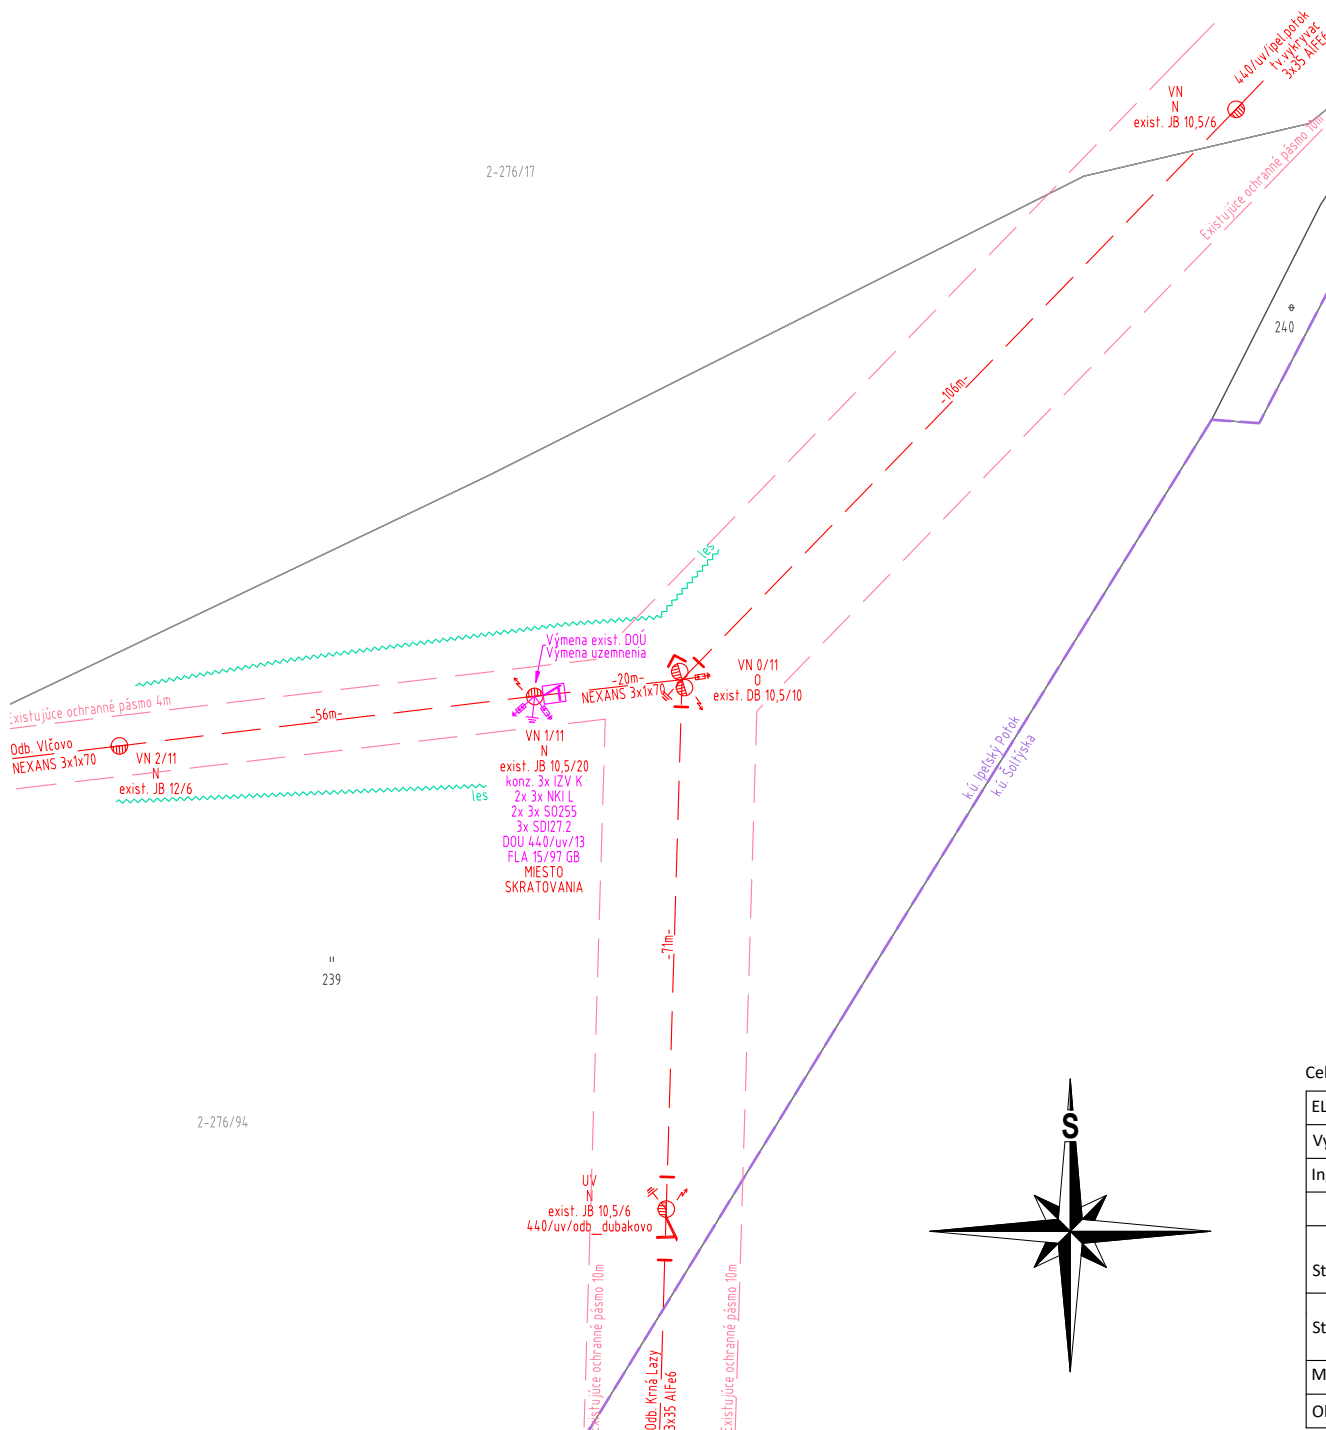 440/uv/ipel.potok
tv.vykryvac
3x35 AlFe6
VN
N
exist. JB 10,5/6
Existujúce ochranné pásmo 10m
2-276/17
240
-106m-
les
Výmena exist. DOÚ
Výmena uzemnenia
-20m-
NEXANS 3x1x70
VN 0/11
O
exist. DB 10,5/10
Existujúce ochranné pásmo 4m
-56m-
Odb. Vlčovo
NEXANS 3x1x70
VN 2/11
N
exist. JB 12/6
les
VN 1/11
N
exist. JB 10,5/20
konz. 3x IZV K
2x 3x NKI L
2x 3x SO255
3x SDI27.2
DOU 440/uv/13
FLA 15/97 GB
MIESTO
SKRATOVANIA
k.ú. Ipeľský Potok
k.ú. Šoltýska
-71m-
"
239
2-276/94
UV
N
exist. JB 10,5/6
440/uv/odb_dubakovo
Existujúce ochranné pásmo 10m
Odb. Krná Lazy
3x35 AlFe6
Existujúce ochranné pásmo 10m
S